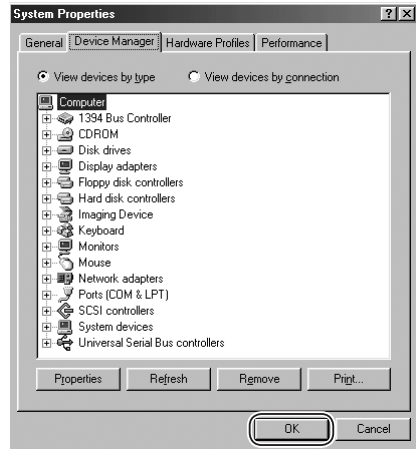 System Properties
General Device Manager Hardware Profiles Performance
View devices by type View devices by connection
Computer
1394 Bus Controller
CDROM
Disk drives
Display adapters
Floppy disk controllers
Hard disk controllers
Imaging Device
Keyboard
Monitors
Mouse
Network adapters
Ports (COM & LPT)
SCSI controllers
System devices
Universal Serial Bus controllers
Properties Refresh Remove Print...
OK Cancel